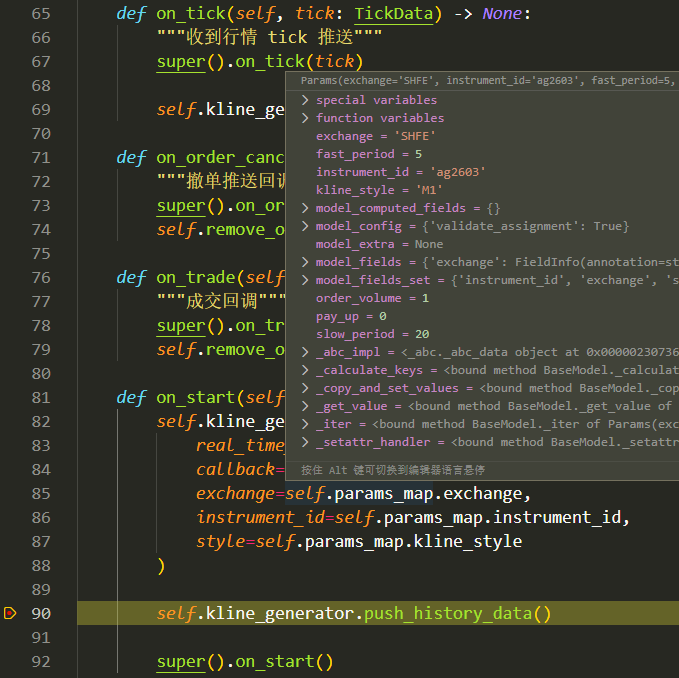 65 def on_tick(self, tick: TickData) -> None:
66 """收到行情 tick 推送"""
67 super().on_tick(tick)
Params(exchange='SHFE', instrument_id='ag2603', fast_period=5,
68
special variables
69 self.kline_ge
function variables
exchange = 'SHFE'
70
fast_period = 5
71 def on_order_canc
instrument_id = 'ag2603'
72 """撤单推送回调
kline_style = 'M1'
73 super().on_or
model_computed_fields = {}
74 self.remove_o
model_config = {'validate_assignment': True}
model_extra = None
75
model_fields = {'exchange': FieldInfo(annotation=st
76 def on_trade(self
model_fields_set = {'instrument_id', 'exchange', 's
77 """成交回调"""
order_volume = 1
78 super().on_tr
pay_up = 0
slow_period = 20
79 self.remove_o
_abc_impl = <_abc._abc_data object at 0x00000230736
80
_calculate_keys = <bound method BaseModel._calculat
81 def on_start(self
_copy_and_set_values = <bound method BaseModel._cop
_get_value = <bound method BaseModel._get_value of
82 self.kline_ge
_iter = <bound method BaseModel._iter of Params(exc
83 real_time_
_setattr_handler = <bound method BaseModel._setattr
84 callback=
按住 Alt 键可切换到编辑器语言悬停
85 exchange=self.params_map.exchange,
86 instrument_id=self.params_map.instrument_id,
87 style=self.params_map.kline_style
88 )
89
90 self.kline_generator.push_history_data()
91
92 super().on_start()